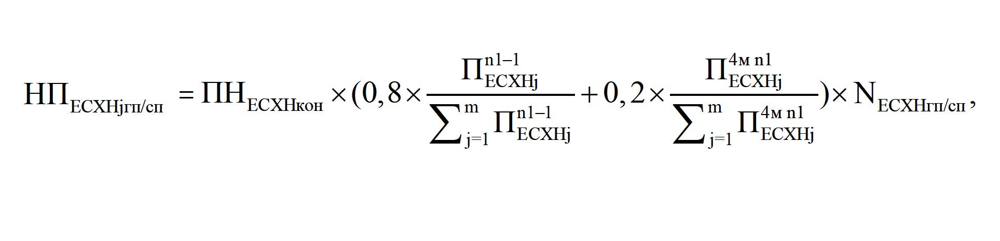 НП_ЕСХНjгп/сп = ПН_ЕСХНкон × (0,8 × П_ЕСХНj^n1–1 / ∑_j=1^m П_ЕСХНj^n1–1 + 0,2 × П_ЕСХНj^4м n1 / ∑_j=1^m П_ЕСХНj^4м n1) × N_ЕСХНгп/сп,